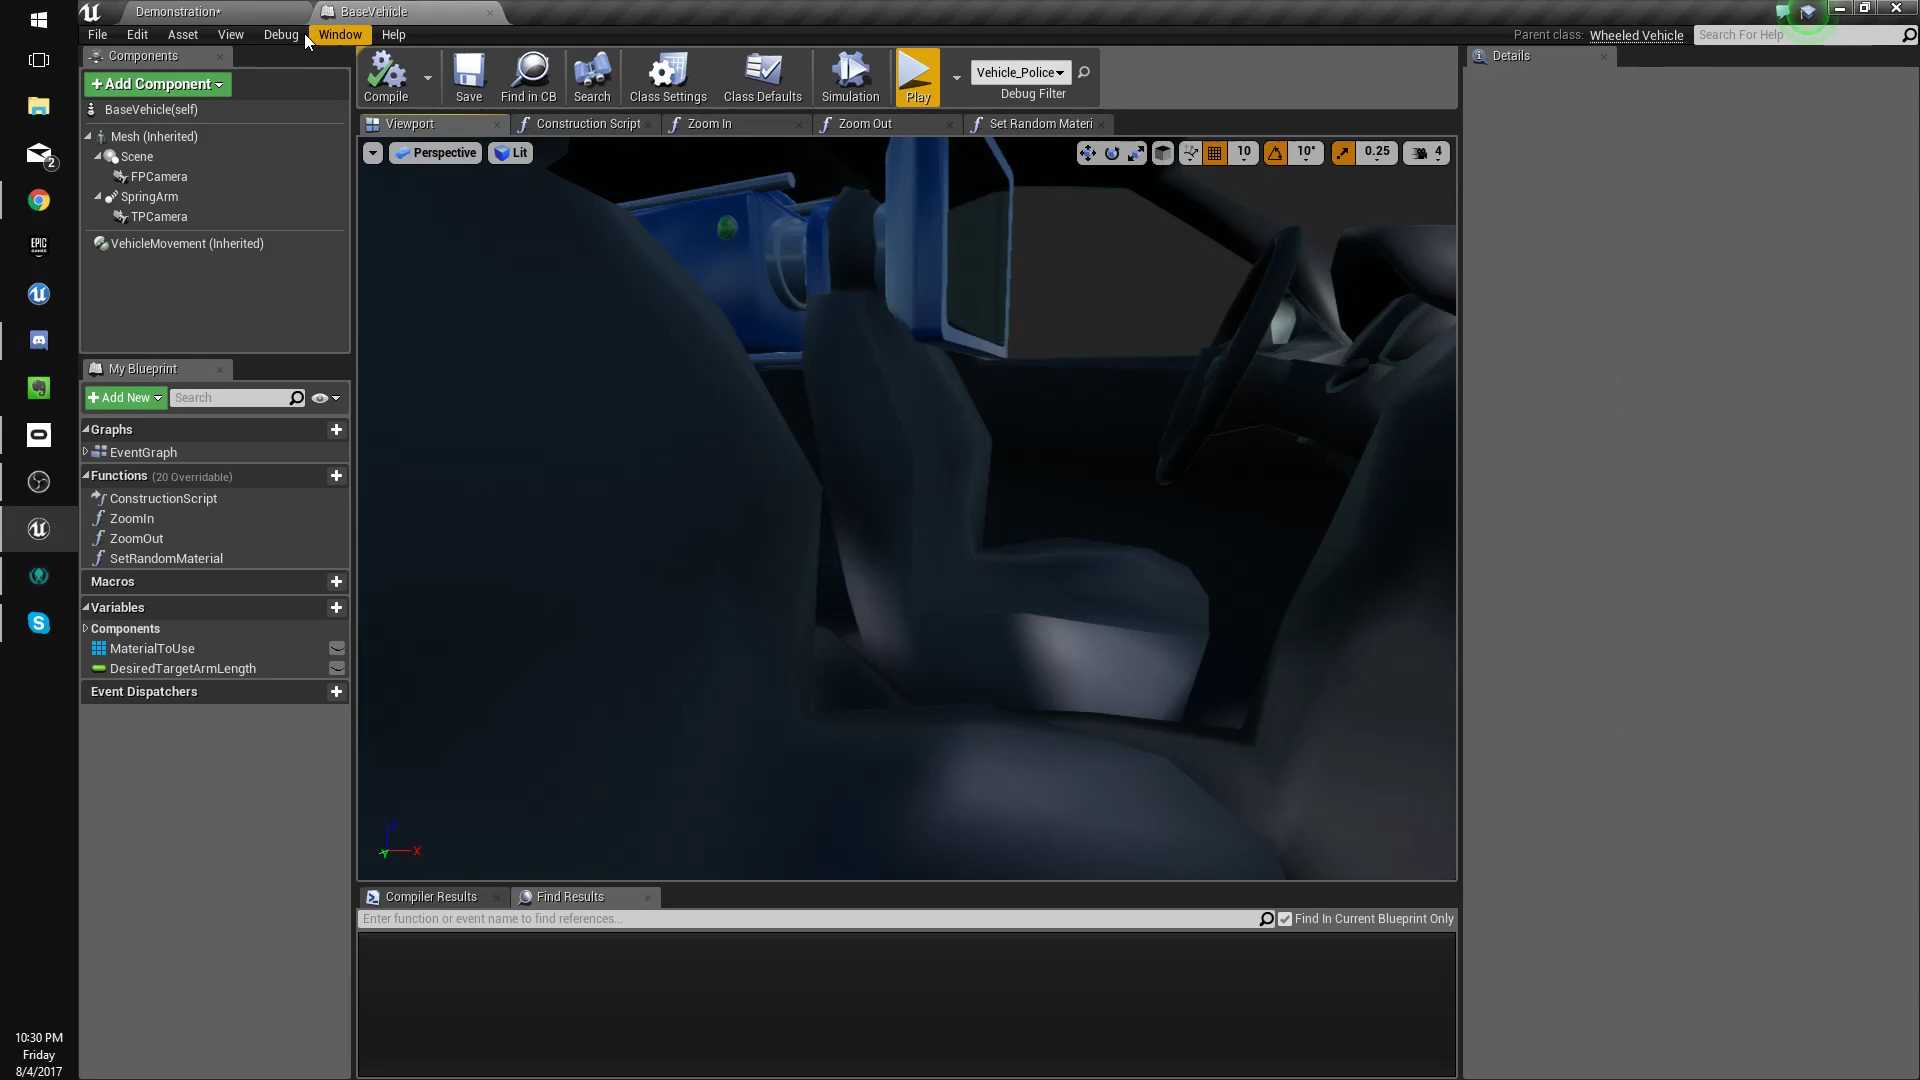 Demonstration*
BaseVehicle
File Edit Asset View Debug Window Help
Parent class: Wheeled Vehicle
Search For Help
Components
+ Add Component
BaseVehicle(self)
Mesh (Inherited)
Scene
FPCamera
SpringArm
TPCamera
VehicleMovement (Inherited)
Compile
Save
Find in CB
Search
Class Settings
Class Defaults
Simulation
Play
Vehicle_Police
Debug Filter
Details
Viewport
Construction Script
Zoom In
Zoom Out
Set Random Materi
Perspective
Lit
10
10°
0.25
4
My Blueprint
+ Add New
Search
Graphs
EventGraph
Functions (20 Overridable)
ConstructionScript
ZoomIn
ZoomOut
SetRandomMaterial
Macros
Variables
Components
MaterialToUse
DesiredTargetArmLength
Event Dispatchers
X
Compiler Results
Find Results
Enter function or event name to find references...
Find In Current Blueprint Only
2
EPIC
GAMES
10:30 PM
Friday
8/4/2017